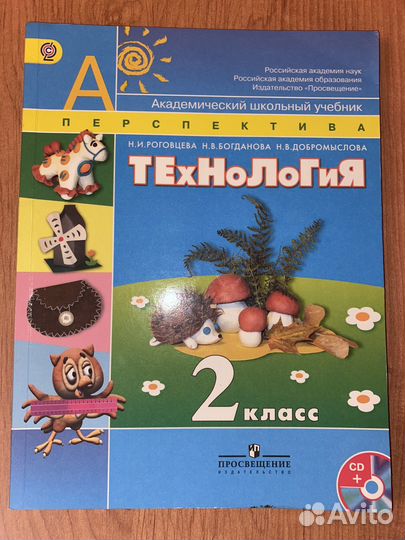 Российская академия наук
Российская академия образования
Издательство «Просвещение»
А
Академический школьный учебник
ПЕРСПЕКТИВА
Н.И.РОГОВЦЕВА Н.В.БОГДАНОВА Н.В.ДОБРОМЫСЛОВА
ТЕхНоЛоГиЯ
2 класс
ПРОСВЕЩЕНИЕ
ИЗДАТЕЛЬСТВО
CD
+
Avito